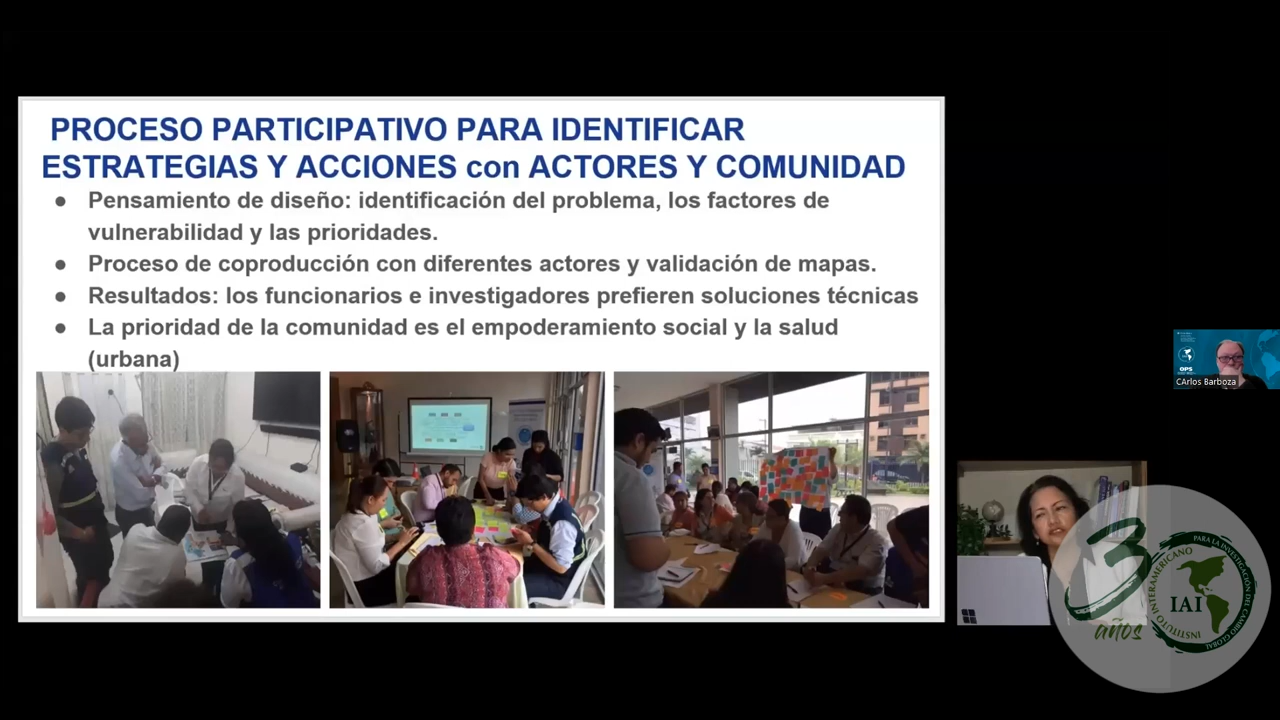 PROCESO PARTICIPATIVO PARA IDENTIFICAR
ESTRATEGIAS Y ACCIONES con ACTORES Y COMUNIDAD
● Pensamiento de diseño: identificación del problema, los factores de
vulnerabilidad y las prioridades.
● Proceso de coproducción con diferentes actores y validación de mapas.
● Resultados: los funcionarios e investigadores prefieren soluciones técnicas
● La prioridad de la comunidad es el empoderamiento social y la salud
(urbana)
OPS
CArlos Barboza
30
años
INSTITUTO INTERAMERICANO PARA LA INVESTIGACIÓN DEL CAMBIO GLOBAL
IAI